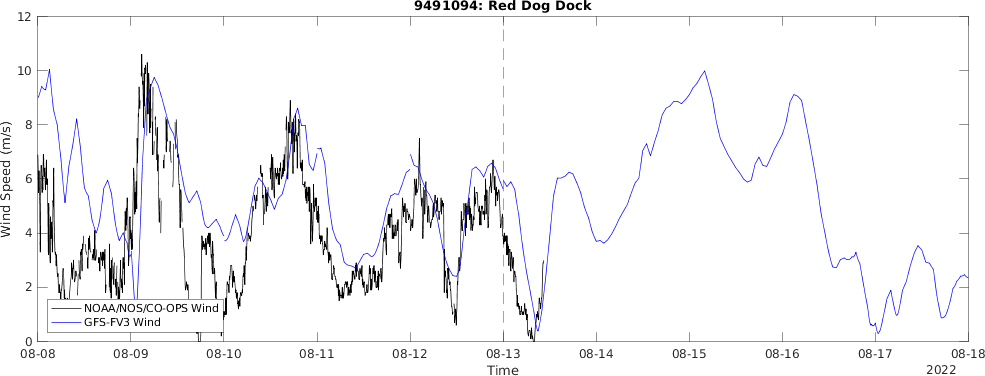 9491094: Red Dog Dock
Wind Speed (m/s)
12
10
8
6
4
2
0
NOAA/NOS/CO-OPS Wind
GFS-FV3 Wind
08-08 08-09 08-10 08-11 08-12 08-13 08-14 08-15 08-16 08-17 08-18
Time
2022